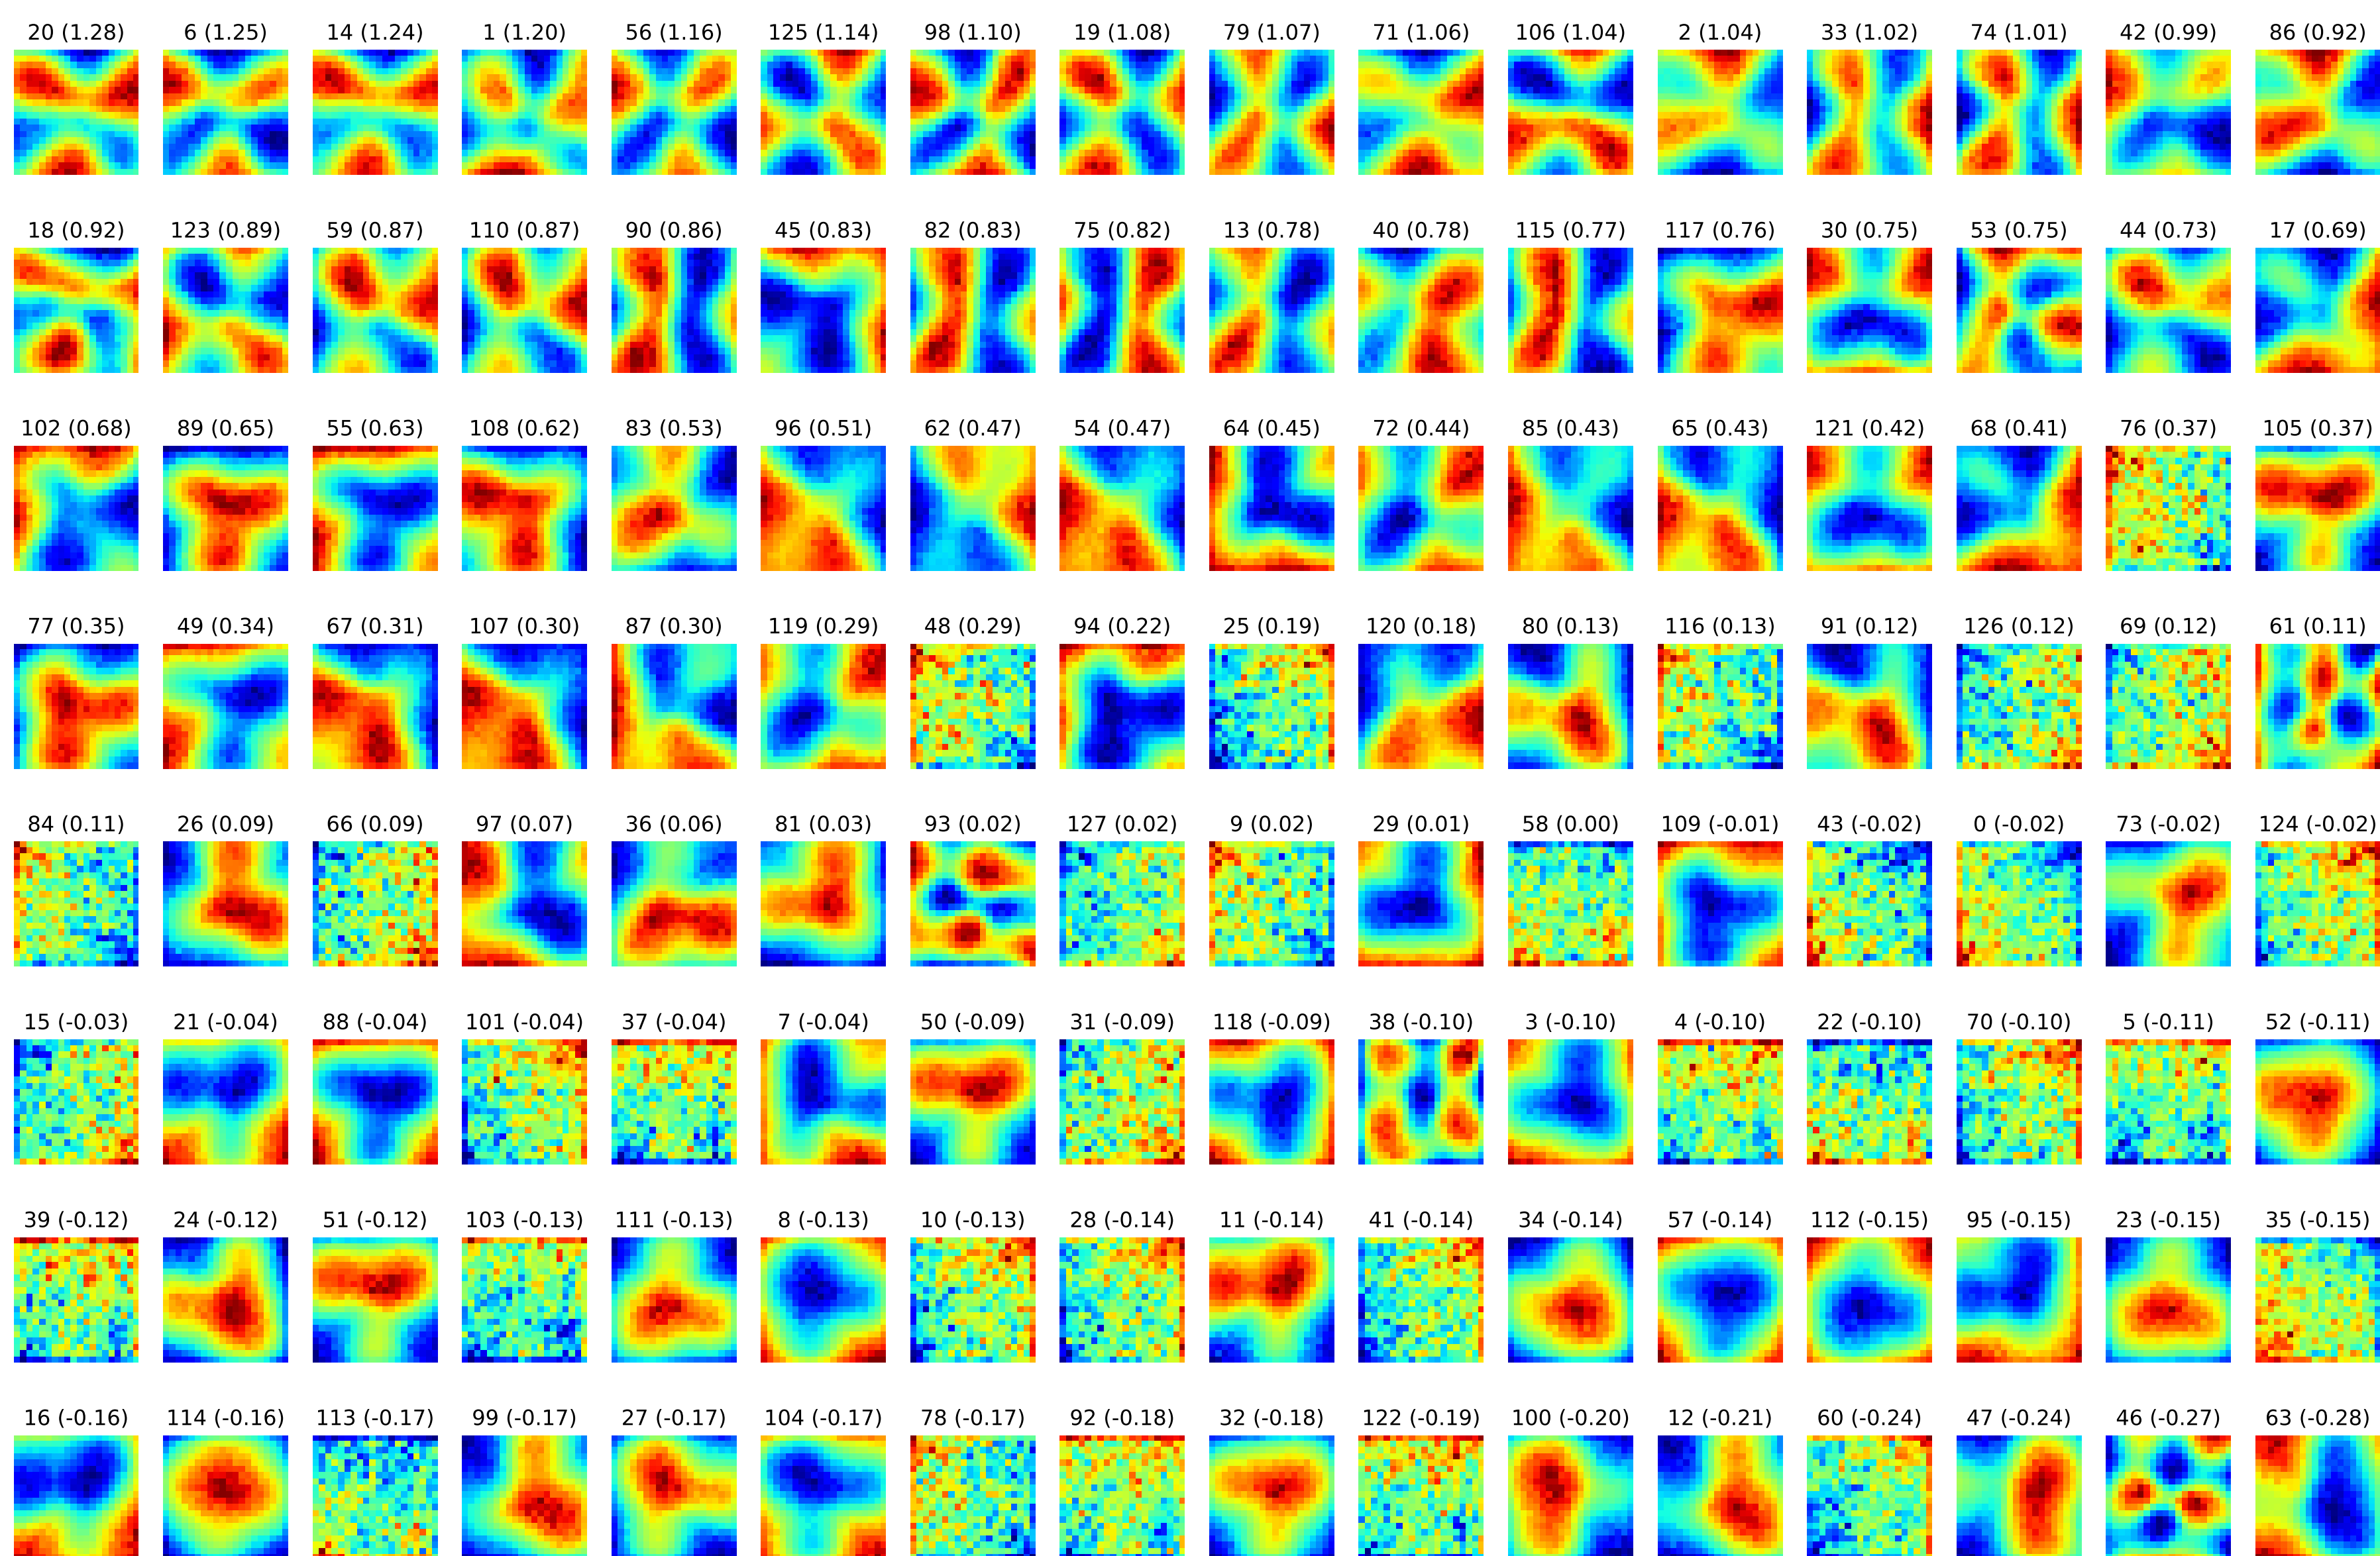 20 (1.28) 6 (1.25) 14 (1.24) 1 (1.20) 56 (1.16) 125 (1.14) 98 (1.10) 19 (1.08) 79 (1.07) 71 (1.06) 106 (1.04) 2 (1.04) 33 (1.02) 74 (1.01) 42 (0.99) 86 (0.92)
18 (0.92) 123 (0.89) 59 (0.87) 110 (0.87) 90 (0.86) 45 (0.83) 82 (0.83) 75 (0.82) 13 (0.78) 40 (0.78) 115 (0.77) 117 (0.76) 30 (0.75) 53 (0.75) 44 (0.73) 17 (0.69)
102 (0.68) 89 (0.65) 55 (0.63) 108 (0.62) 83 (0.53) 96 (0.51) 62 (0.47) 54 (0.47) 64 (0.45) 72 (0.44) 85 (0.43) 65 (0.43) 121 (0.42) 68 (0.41) 76 (0.37) 105 (0.37)
77 (0.35) 49 (0.34) 67 (0.31) 107 (0.30) 87 (0.30) 119 (0.29) 48 (0.29) 94 (0.22) 25 (0.19) 120 (0.18) 80 (0.13) 116 (0.13) 91 (0.12) 126 (0.12) 69 (0.12) 61 (0.11)
84 (0.11) 26 (0.09) 66 (0.09) 97 (0.07) 36 (0.06) 81 (0.03) 93 (0.02) 127 (0.02) 9 (0.02) 29 (0.01) 58 (0.00) 109 (-0.01) 43 (-0.02) 0 (-0.02) 73 (-0.02) 124 (-0.02)
15 (-0.03) 21 (-0.04) 88 (-0.04) 101 (-0.04) 37 (-0.04) 7 (-0.04) 50 (-0.09) 31 (-0.09) 118 (-0.09) 38 (-0.10) 3 (-0.10) 4 (-0.10) 22 (-0.10) 70 (-0.10) 5 (-0.11) 52 (-0.11)
39 (-0.12) 24 (-0.12) 51 (-0.12) 103 (-0.13) 111 (-0.13) 8 (-0.13) 10 (-0.13) 28 (-0.14) 11 (-0.14) 41 (-0.14) 34 (-0.14) 57 (-0.14) 112 (-0.15) 95 (-0.15) 23 (-0.15) 35 (-0.15)
16 (-0.16) 114 (-0.16) 113 (-0.17) 99 (-0.17) 27 (-0.17) 104 (-0.17) 78 (-0.17) 92 (-0.18) 32 (-0.18) 122 (-0.19) 100 (-0.20) 12 (-0.21) 60 (-0.24) 47 (-0.24) 46 (-0.27) 63 (-0.28)